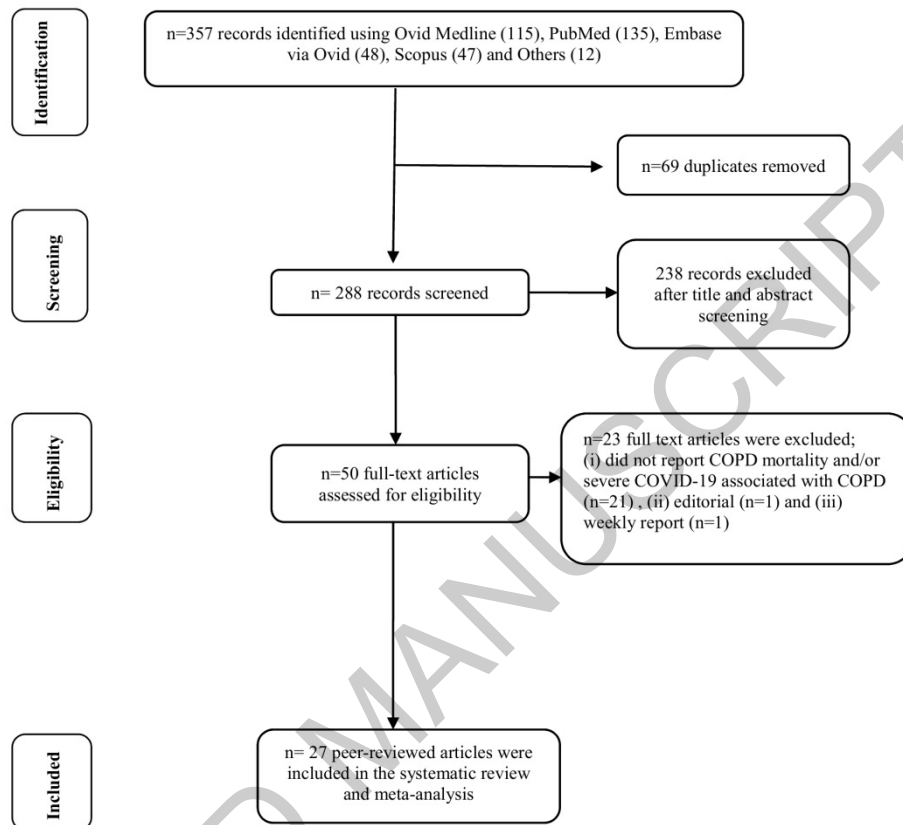 n=357 records identified using Ovid Medline (115), PubMed (135), Embase
via Ovid (48), Scopus (47) and Others (12)
Identification
n=69 duplicates removed
Screening
n= 288 records screened
238 records excluded
after title and abstract
screening
Eligibility
n=50 full-text articles
assessed for eligibility
n=23 full text articles were excluded;
(i) did not report COPD mortality and/or
severe COVID-19 associated with COPD
(n=21) , (ii) editorial (n=1) and (iii)
weekly report (n=1)
Included
n= 27 peer-reviewed articles were
included in the systematic review
and meta-analysis
D MANUSCRIPT